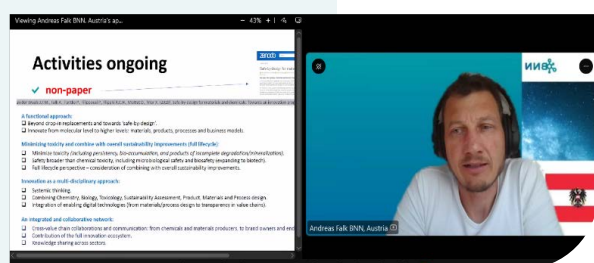 Viewing Andreas Falk BNN, Austria's ap...
43%
zenodo
Activities ongoing
non-paper
A functional approach:
Beyond drop-in replacements and towards 'safe-by-design'.
Innovate from molecular level to higher levels: materials, products, processes and business models.
Minimizing toxicity and combine with overall sustainability improvements (full lifecycle):
Minimize toxicity (including persistency, bio-accumulation, and products of incomplete degradation/mineralization).
Safety broader than chemical toxicity, including microbiological safety and biosafety (expanding to biotech).
Full lifecycle perspective – consideration of combining with overall sustainability improvements.
Innovation as a multi-disciplinary approach:
Systemic thinking.
Combining Chemistry, Biology, Toxicology, Sustainability Assessment, Product, Materials and Process design.
Integration of enabling digital technologies (from materials/process design to transparency in value chains).
An integrated and collaborative network:
Cross-value chain collaborations and communication: from chemicals and materials producers, to brand owners and end
Contribution of the full innovation ecosystem.
Knowledge sharing across sectors.
Andreas Falk BNN, Austria